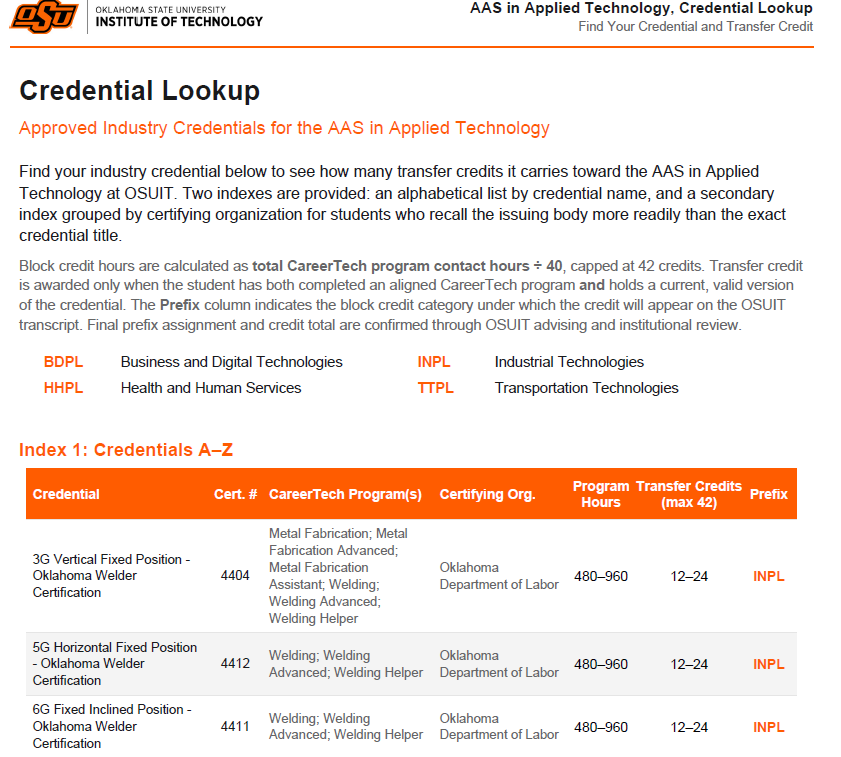 OSU
OKLAHOMA STATE UNIVERSITY
INSTITUTE OF TECHNOLOGY
AAS in Applied Technology, Credential Lookup
Find Your Credential and Transfer Credit
Credential Lookup
Approved Industry Credentials for the AAS in Applied Technology
Find your industry credential below to see how many transfer credits it carries toward the AAS in Applied
Technology at OSUIT. Two indexes are provided: an alphabetical list by credential name, and a secondary
index grouped by certifying organization for students who recall the issuing body more readily than the exact
credential title.
Block credit hours are calculated as total CareerTech program contact hours ÷ 40, capped at 42 credits. Transfer credit
is awarded only when the student has both completed an aligned CareerTech program and holds a current, valid version
of the credential. The Prefix column indicates the block credit category under which the credit will appear on the OSUIT
transcript. Final prefix assignment and credit total are confirmed through OSUIT advising and institutional review.
BDPL Business and Digital Technologies INPL Industrial Technologies
HHPL Health and Human Services TTPL Transportation Technologies
Index 1: Credentials A–Z
Credential
Cert. #
CareerTech Program(s)
Certifying Org.
Program
Hours
Transfer Credits
(max 42)
Prefix
3G Vertical Fixed Position -
Oklahoma Welder
Certification
4404
Metal Fabrication; Metal
Fabrication Advanced;
Metal Fabrication
Assistant; Welding;
Welding Advanced;
Welding Helper
Oklahoma
Department of Labor
480–960
12–24
INPL
5G Horizontal Fixed Position
- Oklahoma Welder
Certification
4412
Welding; Welding
Advanced; Welding Helper
Oklahoma
Department of Labor
480–960
12–24
INPL
6G Fixed Inclined Position -
Oklahoma Welder
Certification
4411
Welding; Welding
Advanced; Welding Helper
Oklahoma
Department of Labor
480–960
12–24
INPL